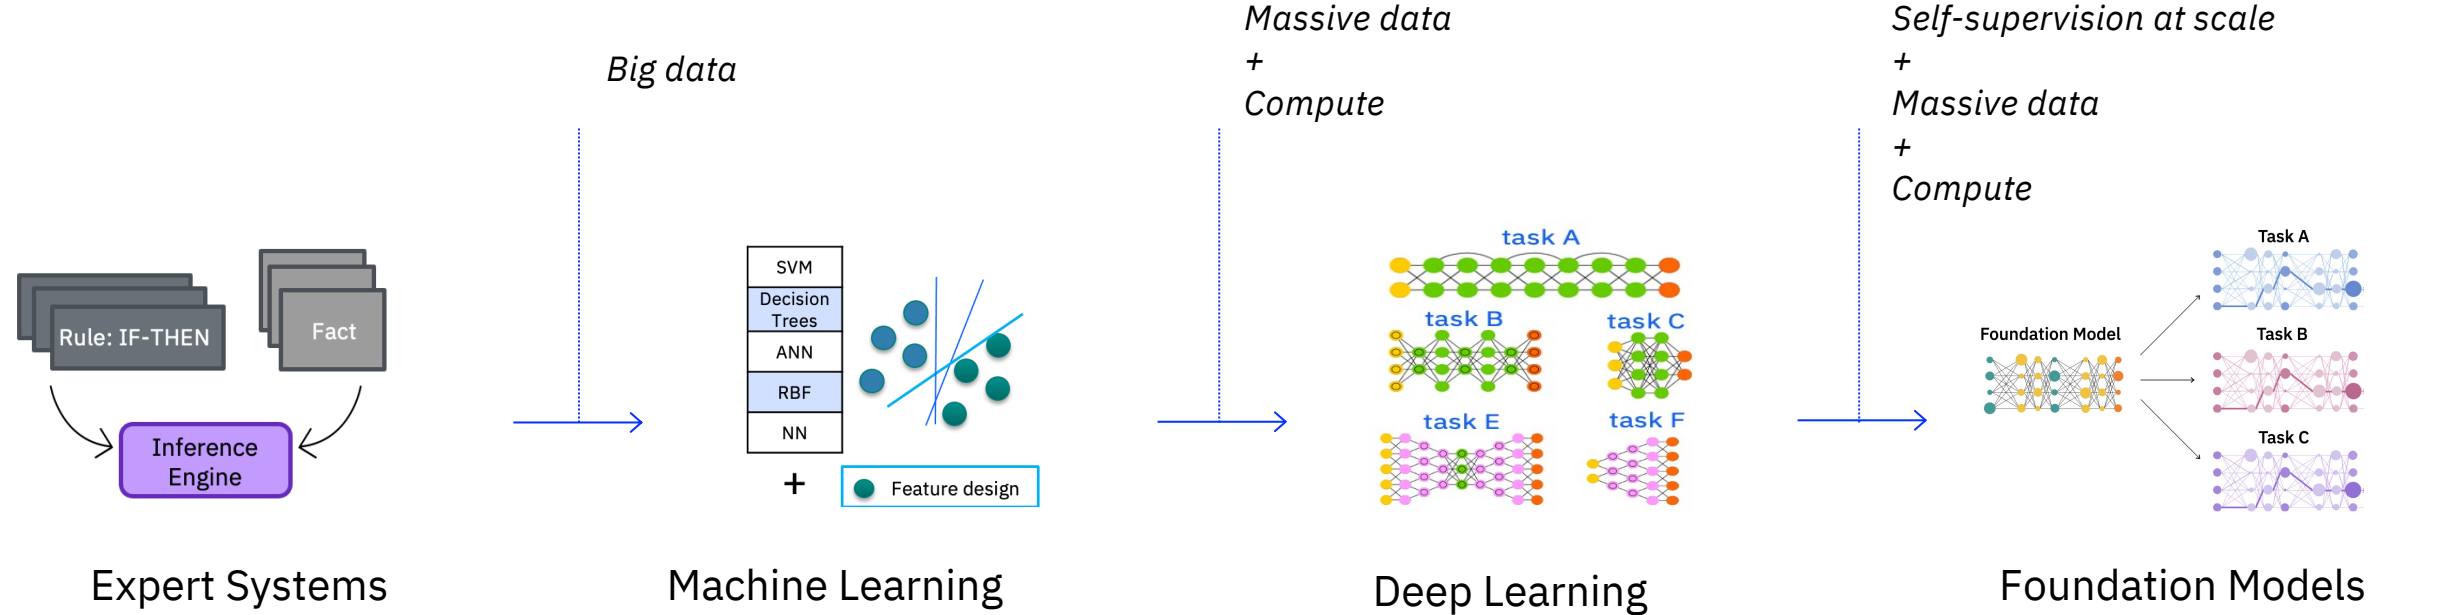 Big data
Massive data
+
Compute
Self-supervision at scale
+
Massive data
+
Compute
Rule: IF-THEN
Fact
Inference
Engine
SVM
Decision
Trees
ANN
RBF
NN
+
Feature design
task A
task B
task C
task E
task F
Foundation Model
Task A
Task B
Task C
Expert Systems
Machine Learning
Deep Learning
Foundation Models